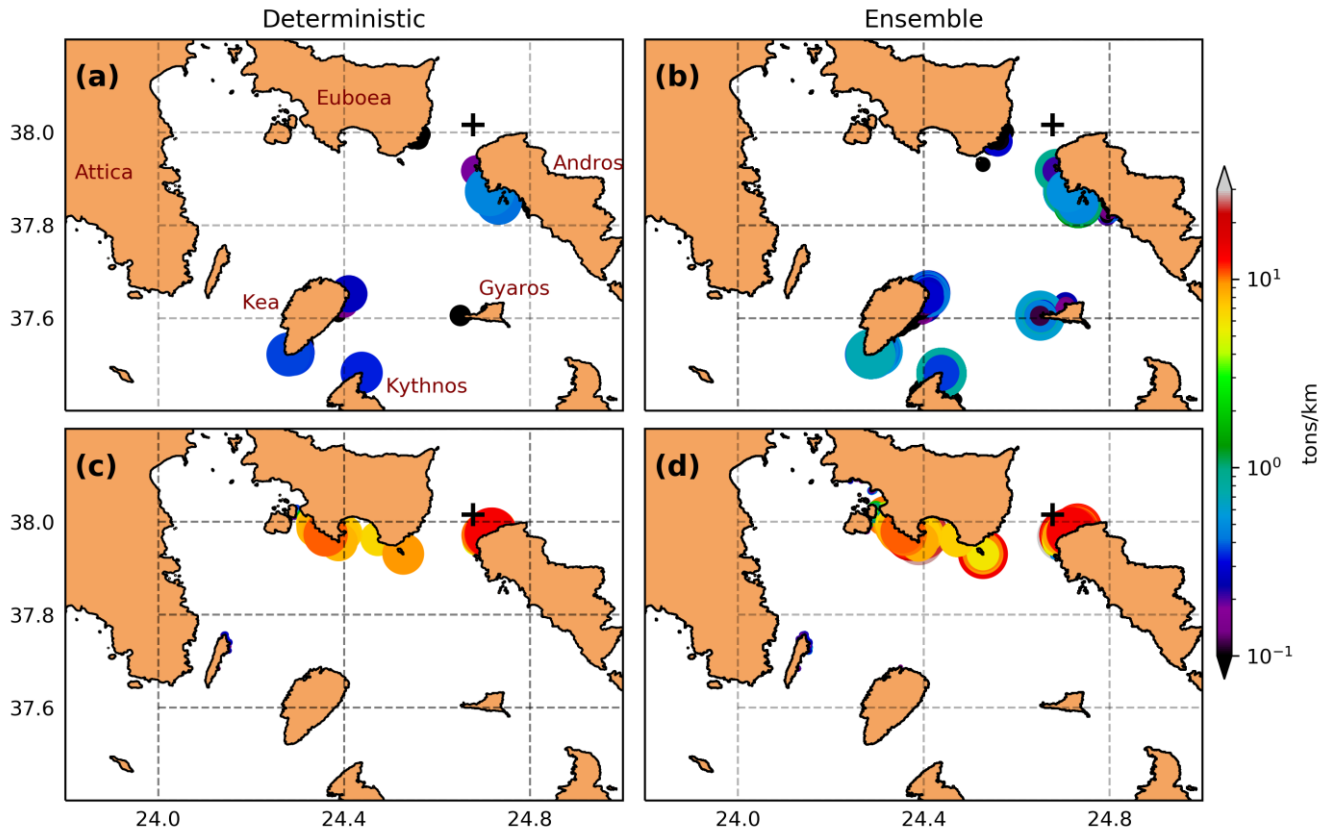 Deterministic
Ensemble
(a)
Euboea
Attica
Andros
Kea
Gyaros
Kythnos
38.0
37.8
37.6
(b)
(c)
38.0
37.8
37.6
24.0
24.4
24.8
(d)
24.0
24.4
24.8
10¹
10⁰
10⁻¹
tons/km